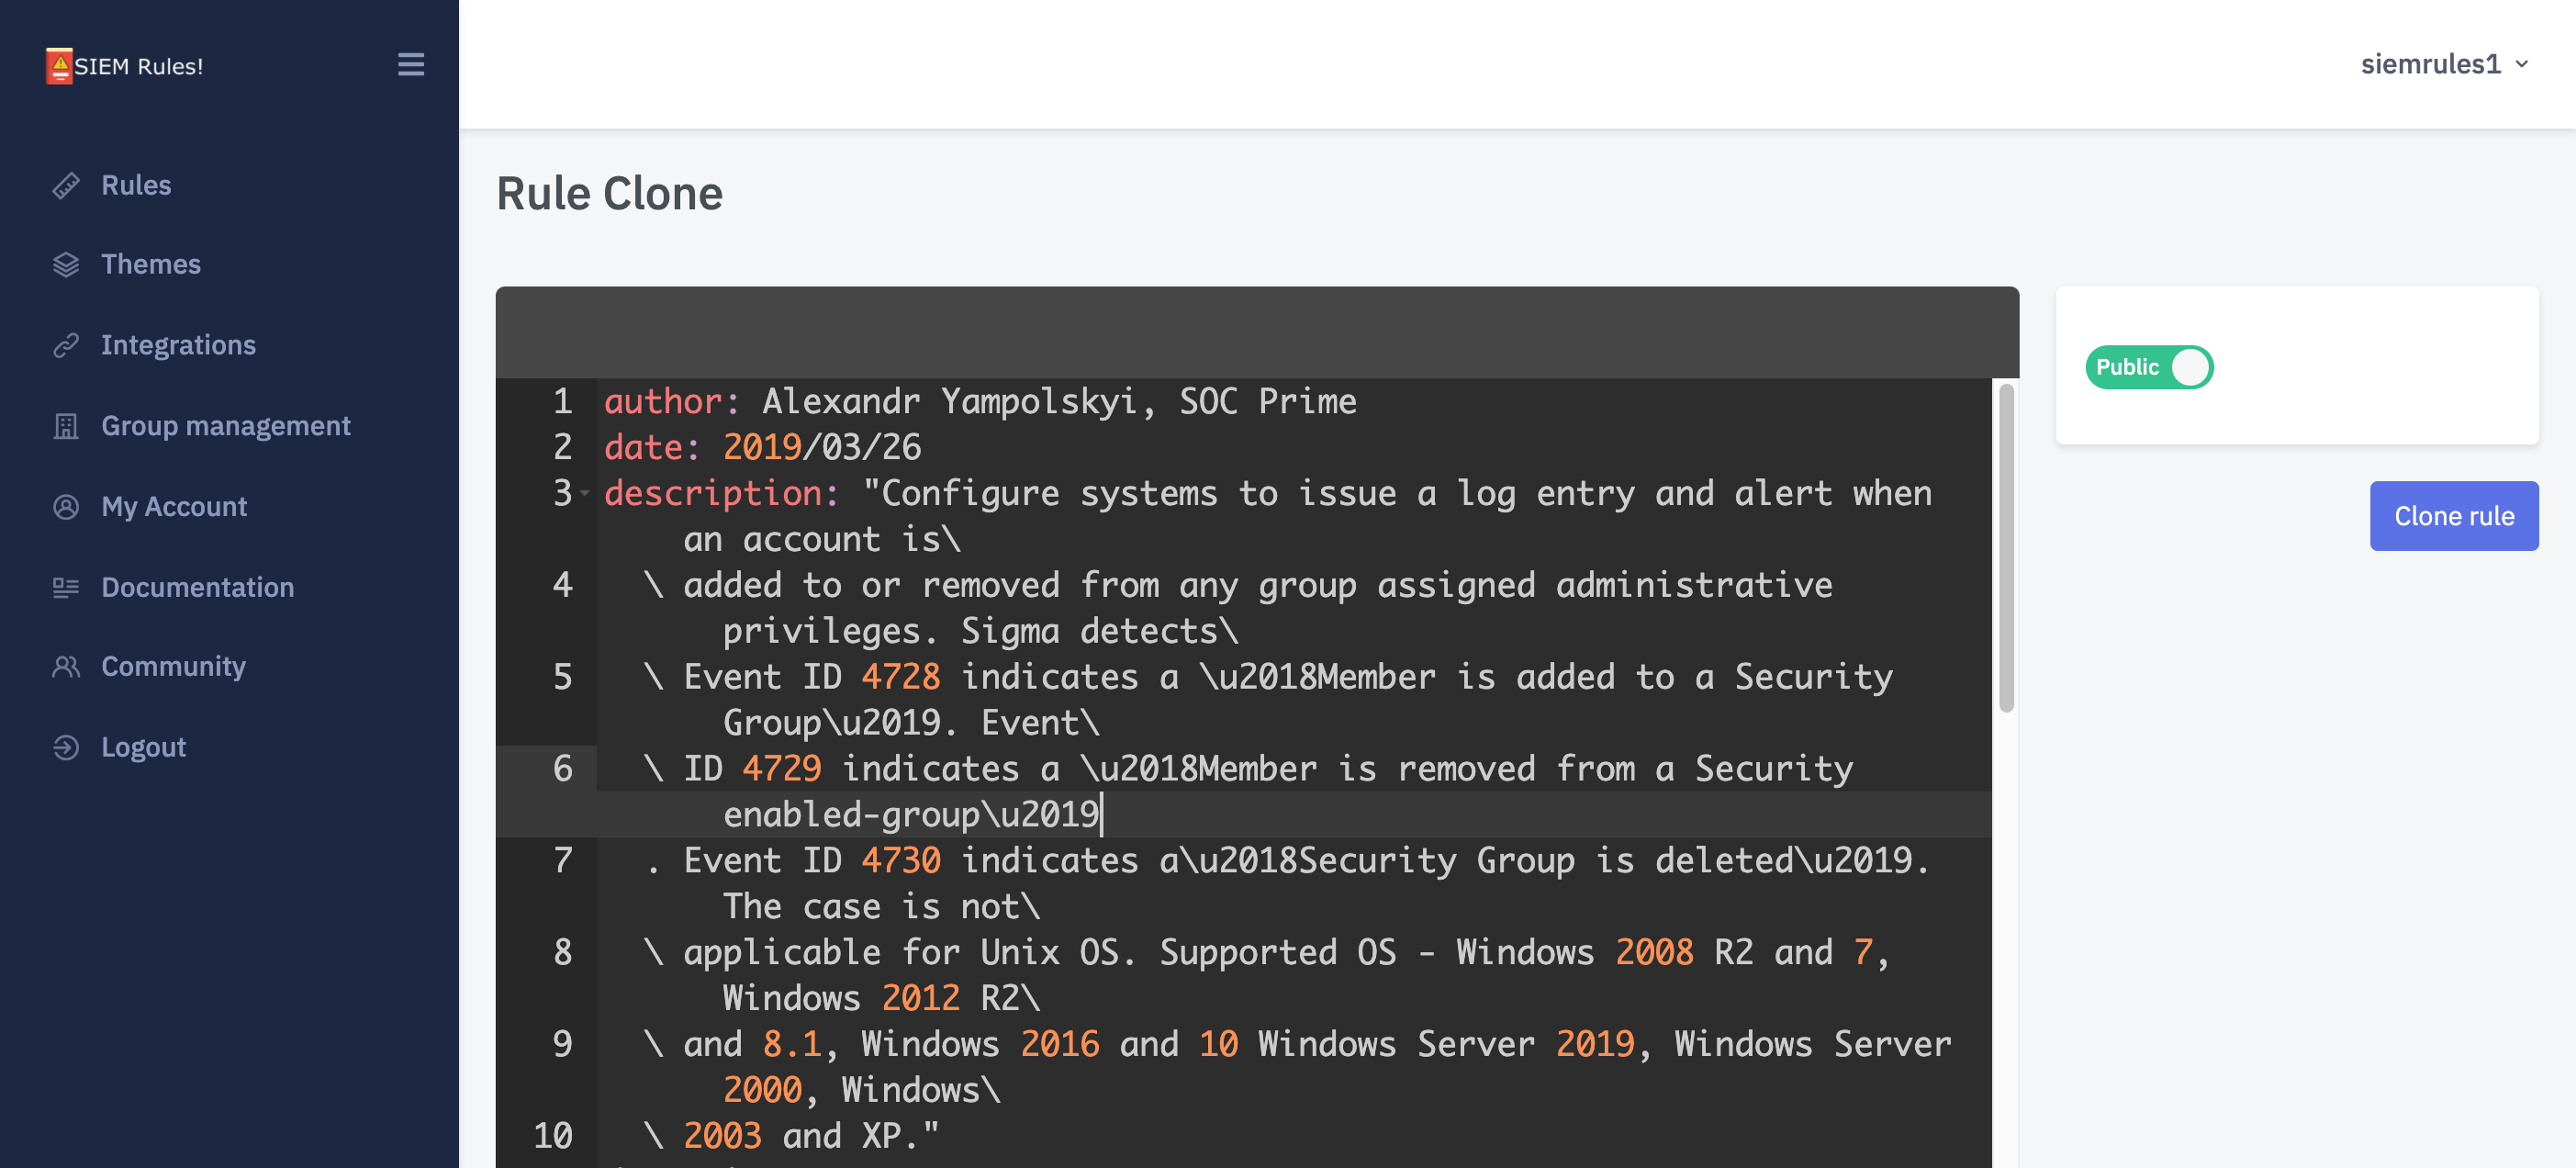 SIEM Rules!
siemrules1
Rules
Themes
Integrations
Group management
My Account
Documentation
Community
Logout
Rule Clone
1 author: Alexandr Yampolskyi, SOC Prime
2 date: 2019/03/26
3 description: "Configure systems to issue a log entry and alert when
an account is\
4 \ added to or removed from any group assigned administrative
privileges. Sigma detects\
5 \ Event ID 4728 indicates a \u2018Member is added to a Security
Group\u2019. Event\
6 \ ID 4729 indicates a \u2018Member is removed from a Security
enabled-group\u2019
7 . Event ID 4730 indicates a\u2018Security Group is deleted\u2019.
The case is not\
8 \ applicable for Unix OS. Supported OS - Windows 2008 R2 and 7,
Windows 2012 R2\
9 \ and 8.1, Windows 2016 and 10 Windows Server 2019, Windows Server
2000, Windows\
10 \ 2003 and XP."
Public
Clone rule